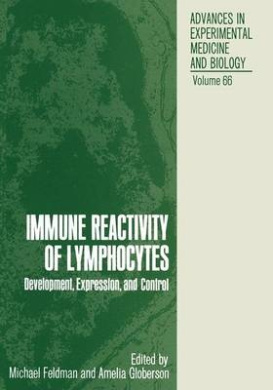 ADVANCES IN
EXPERIMENTAL
MEDICINE
AND BIOLOGY
Volume 66
IMMUNE REACTIVITY
OF LYMPHOCYTES
Development, Expression, and Control
Edited by
Michael Feldman and Amelia Globerson